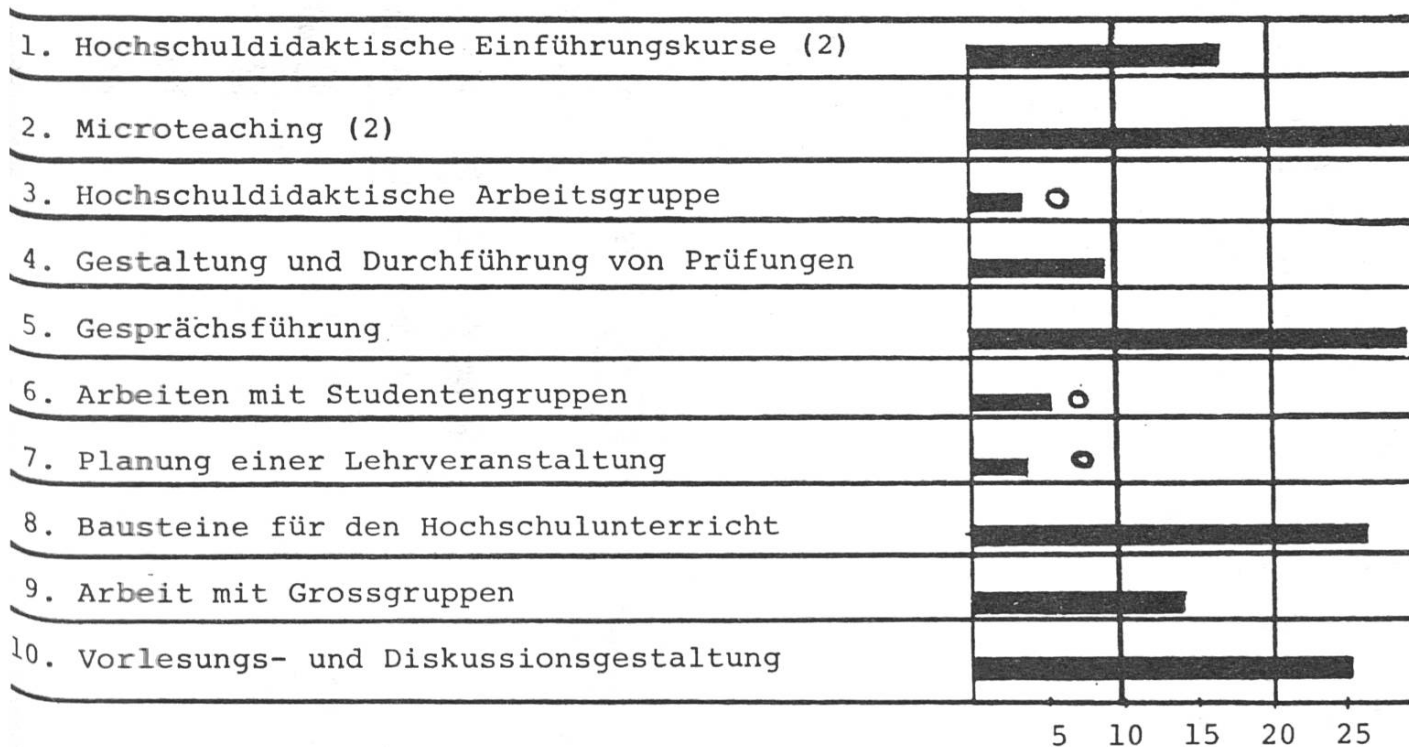 1. Hochschuldidaktische Einführungskurse (2)
2. Microteaching (2)
3. Hochschuldidaktische Arbeitsgruppe
4. Gestaltung und Durchführung von Prüfungen
5. Gesprächsführung
6. Arbeiten mit Studentengruppen
7. Planung einer Lehrveranstaltung
8. Bausteine für den Hochschulunterricht
9. Arbeit mit Grossgruppen
10. Vorlesungs- und Diskussionsgestaltung
5 10 15 20 25